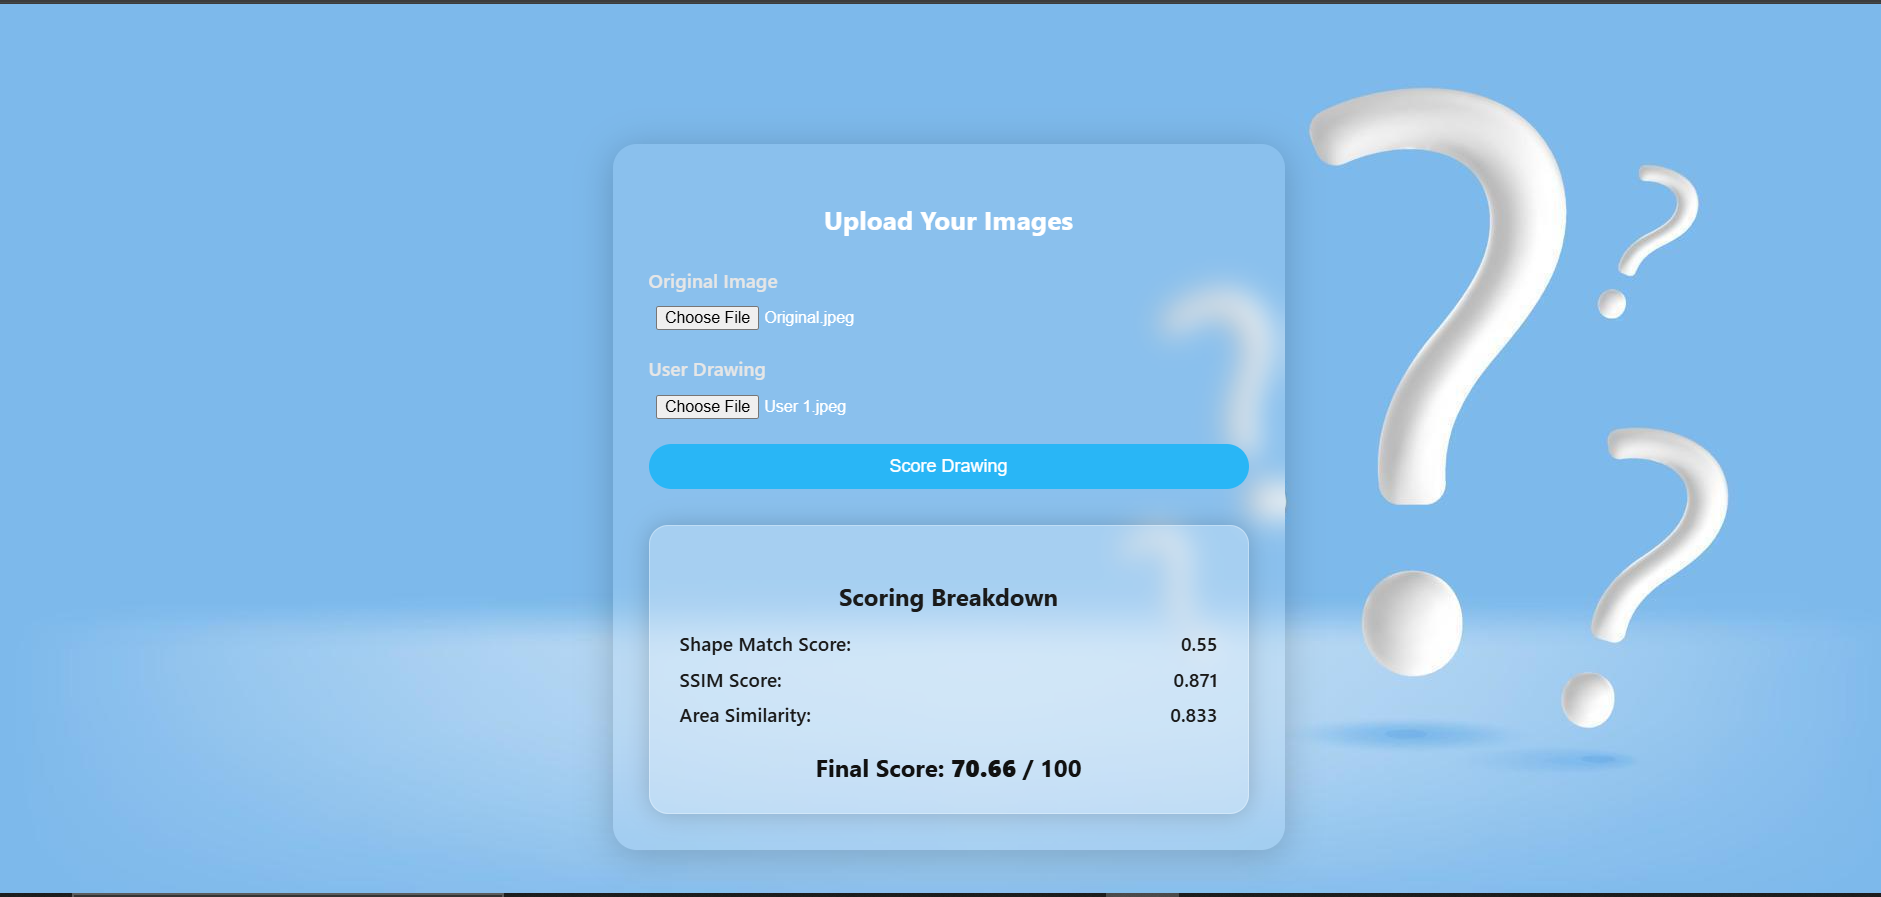 Upload Your Images
Original Image
Choose File Original.jpeg
User Drawing
Choose File User 1.jpeg
Score Drawing
Scoring Breakdown
Shape Match Score: 0.55
SSIM Score: 0.871
Area Similarity: 0.833
Final Score: 70.66 / 100